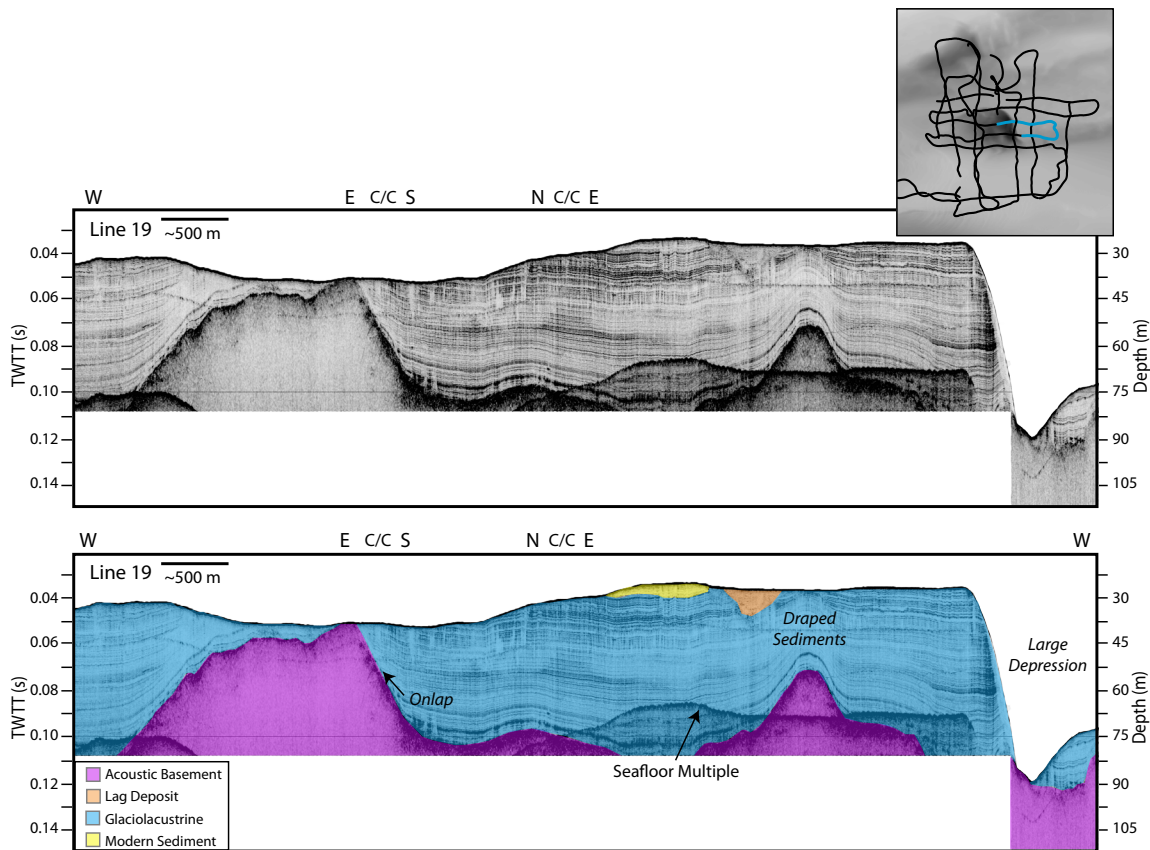 W E C/C S N C/C E
Line 19 ~500 m
TWTT (s)
0.04
0.06
0.08
0.10
0.12
0.14
Depth (m)
30
45
60
75
90
105
W E C/C S N C/C E W
Line 19 ~500 m
TWTT (s)
0.04
0.06
0.08
0.10
0.12
0.14
Draped
Sediments
Large
Depression
Onlap
Seafloor Multiple
Depth (m)
30
45
60
75
90
105
Acoustic Basement
Lag Deposit
Glaciolacustrine
Modern Sediment